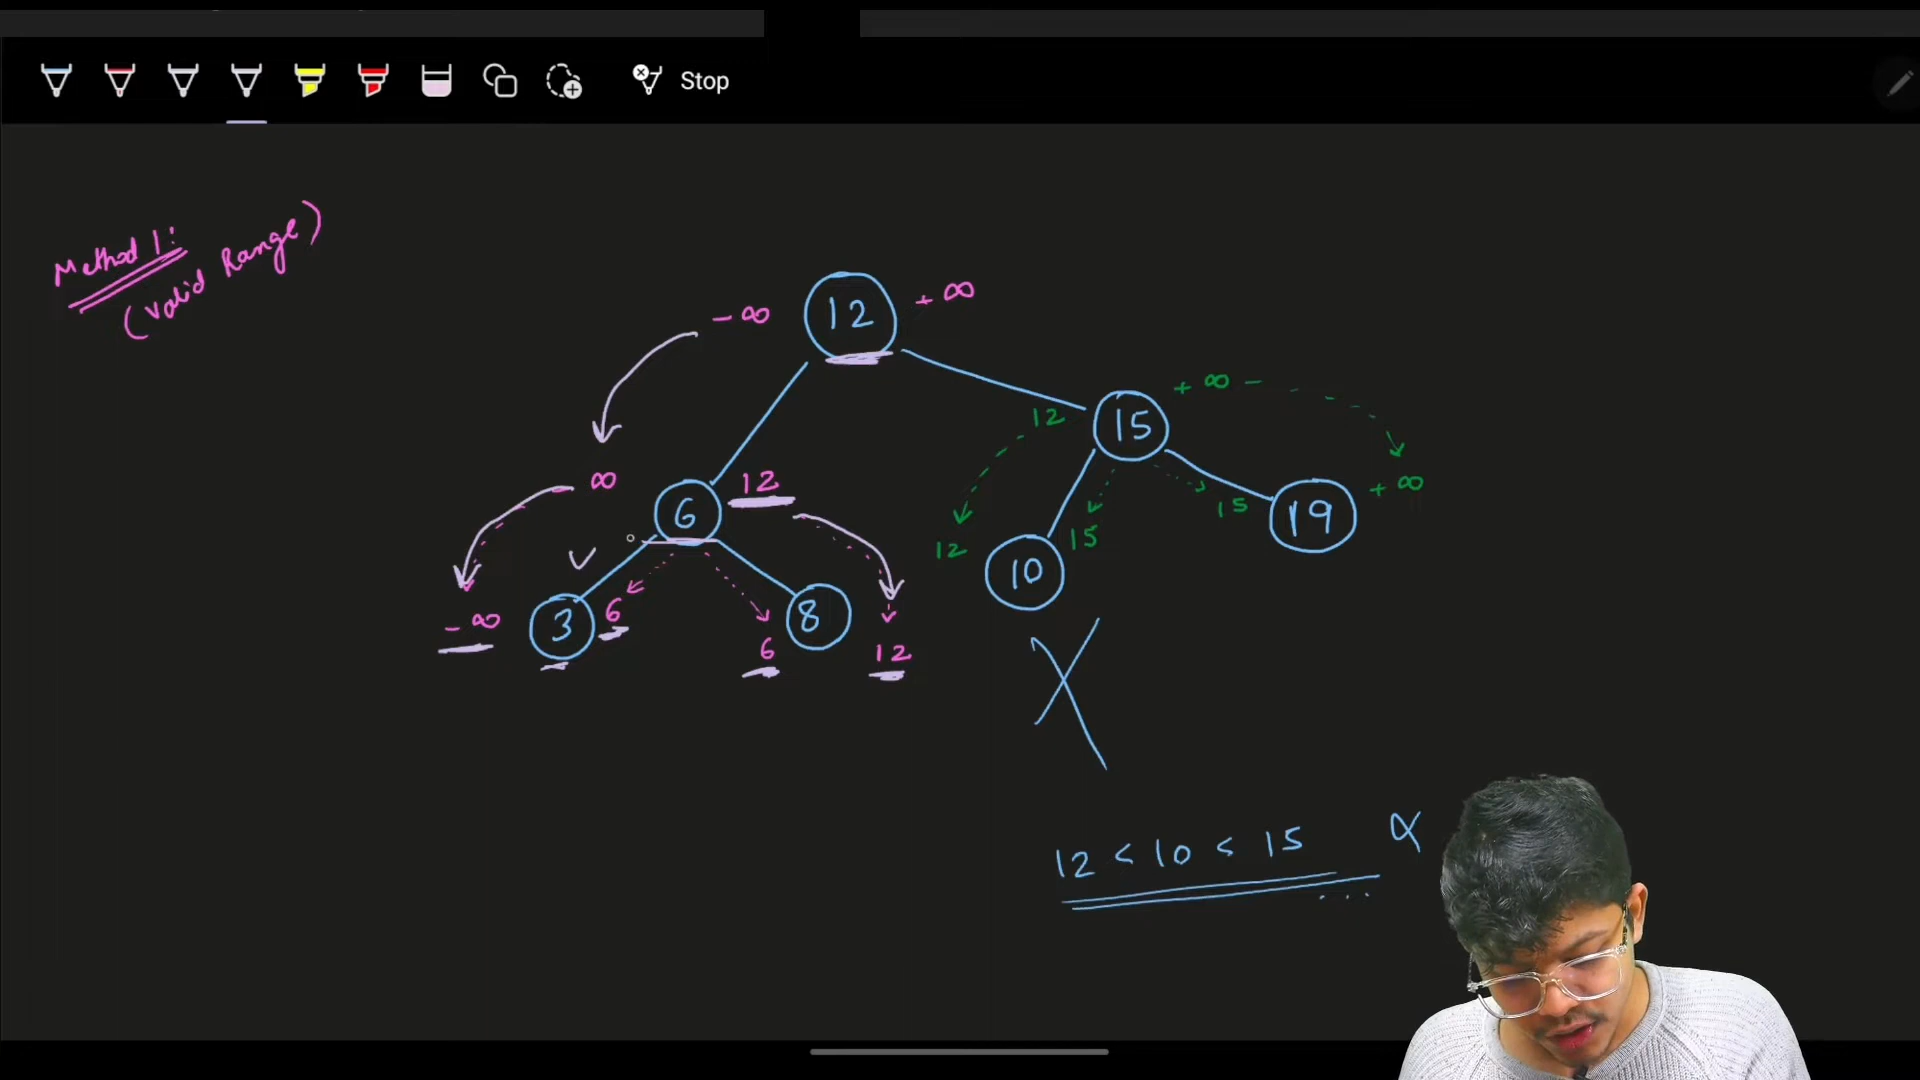 Stop
Method 1:
(Valid Range)
- ∞ 12 + ∞
12 15 + ∞ -
- ∞ 6 12
12 10 15 15 19 + ∞
- ∞ 3 6 6 8 12
12 < 10 < 15 X